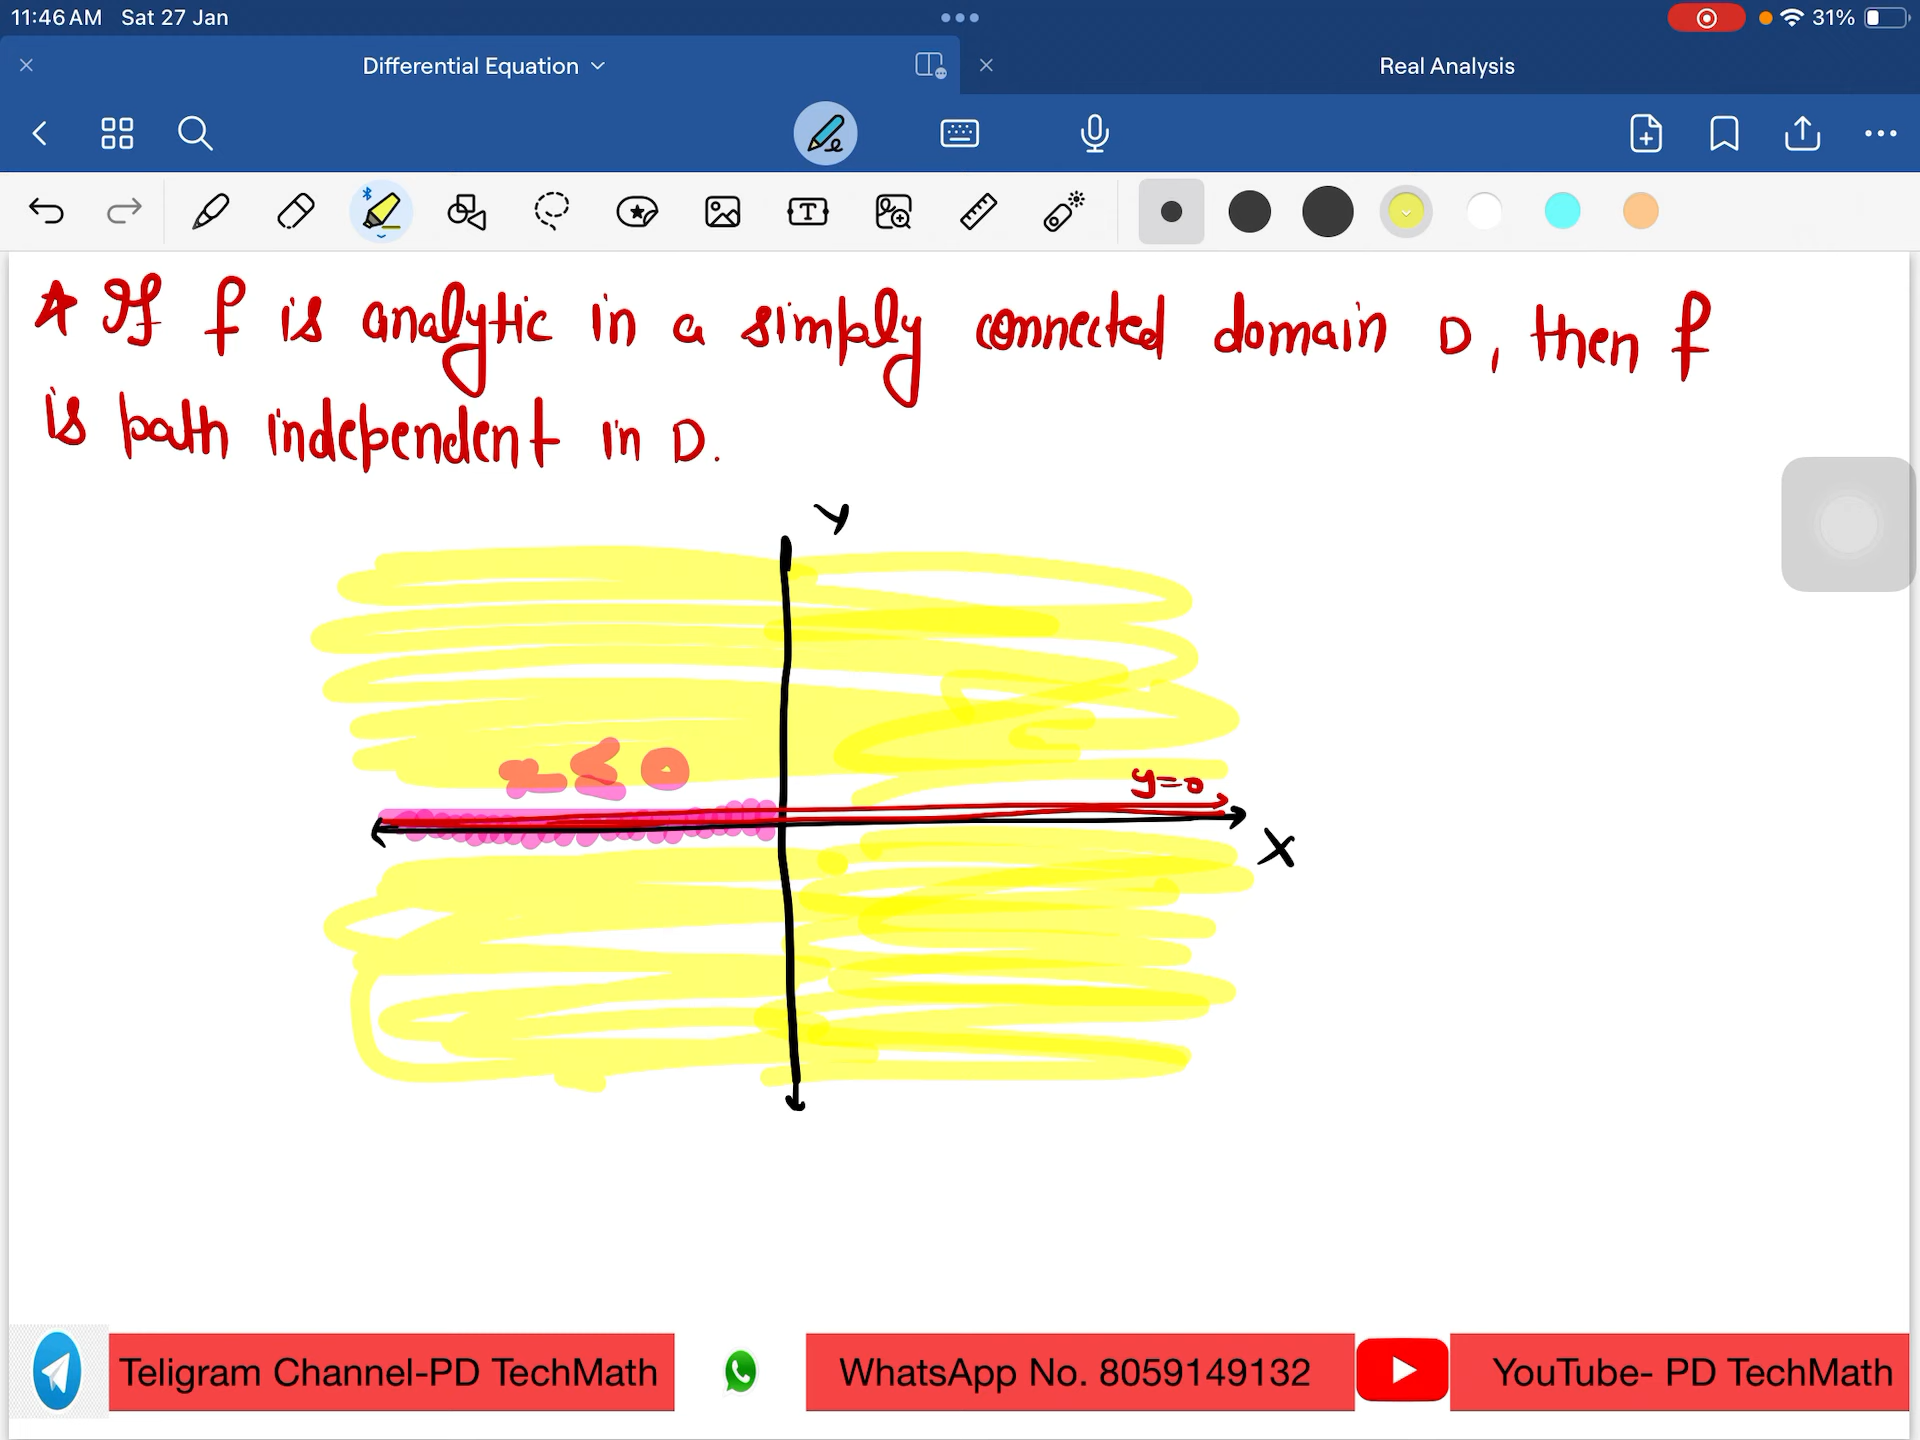 11:46 AM Sat 27 Jan
31%
Differential Equation
Real Analysis
★ If f is analytic in a simply connected domain D, then f
is path independent in D.
Y
x ≤ 0
y=0
X
Teligram Channel-PD TechMath
WhatsApp No. 8059149132
YouTube- PD TechMath